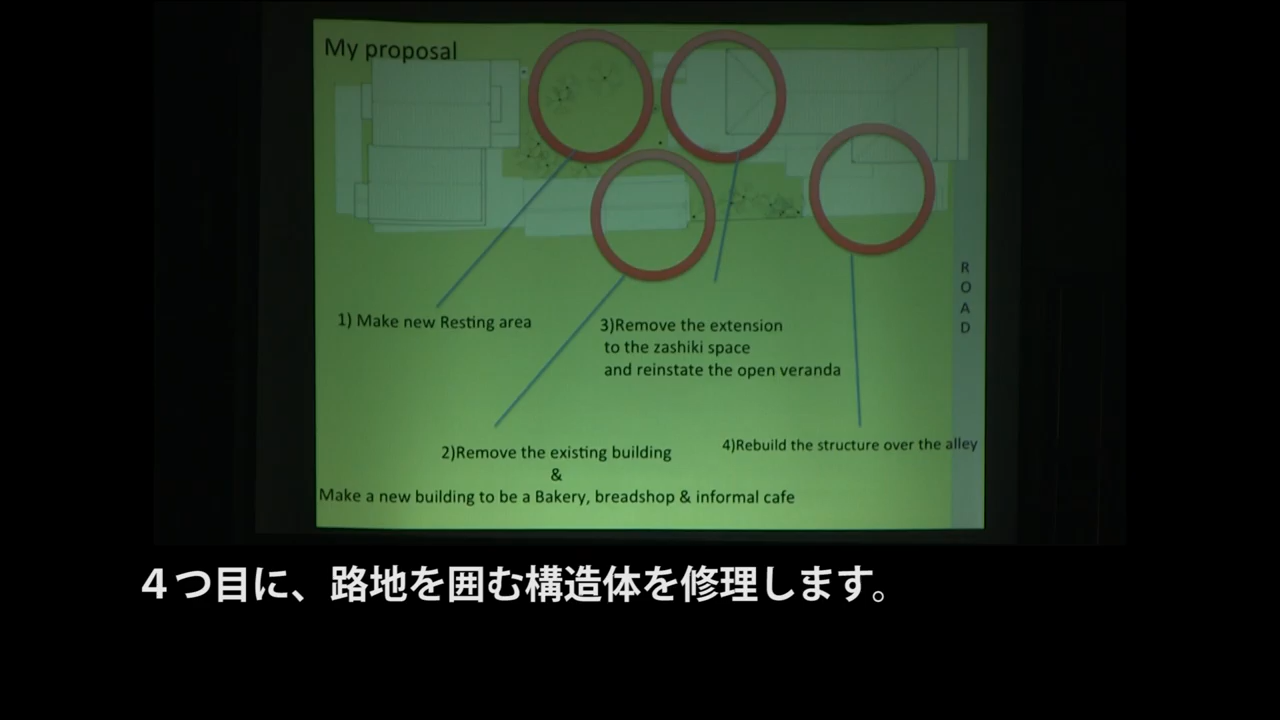 My proposal
R
O
A
D
1) Make new Resting area
3)Remove the extension
to the zashiki space
and reinstate the open veranda
2)Remove the existing building
&
Make a new building to be a Bakery, breadshop & informal cafe
4)Rebuild the structure over the alley
４つ目に、路地を囲む構造体を修理します。